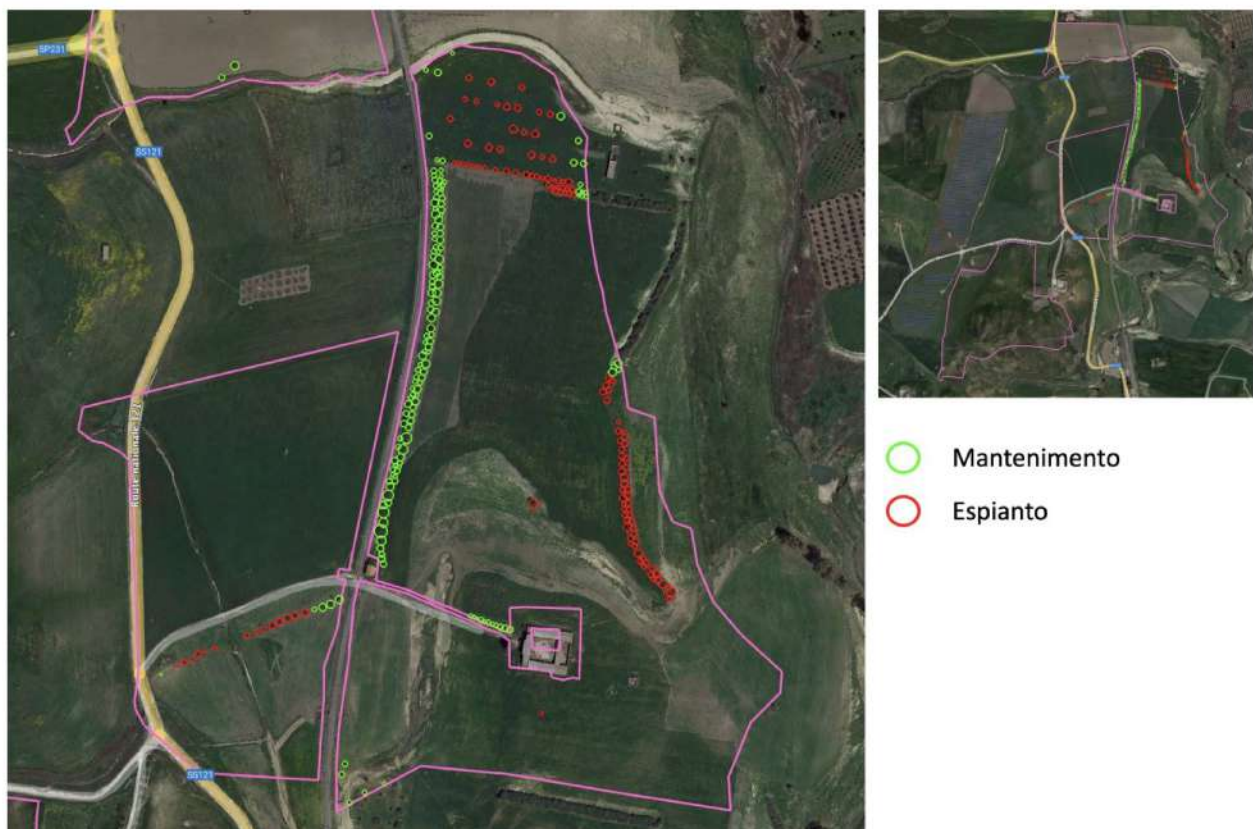 SP231
SS121
Route nationale 121
SS121
Mantenimento
Espianto